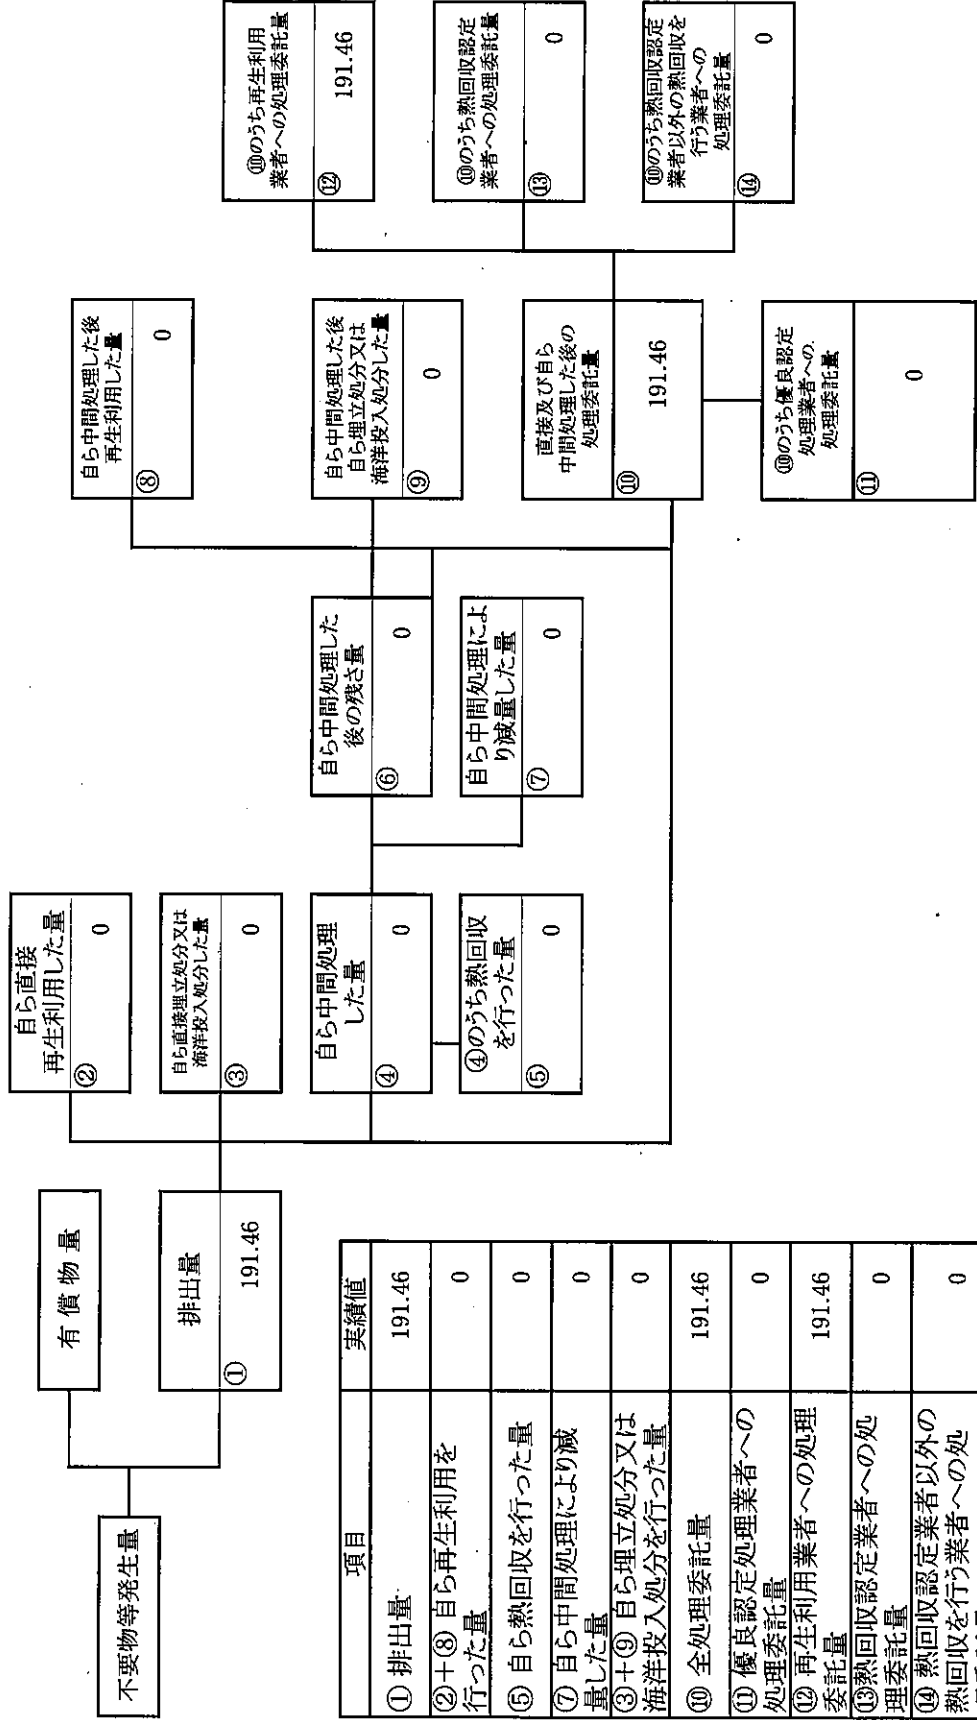 不要物等発生量
有償物量
排出量
① 191.46
自ら直接
再生利用した量
② 0
自ら直接埋立処分又は
海洋投入処分した量
③ 0
自ら中間処理
した量
④ 0
④のうち熱回収
を行った量
⑤ 0
自ら中間処理した
後の残さ量
⑥ 0
自ら中間処理によ
り減量した量
⑦ 0
自ら中間処理した後
再生利用した量
⑧ 0
自ら中間処理した後
自ら埋立処分又は
海洋投入処分した量
⑨ 0
直接及び自ら
中間処理した後の
処理委託量
⑩ 191.46
⑩のうち優良認定
処理業者への
処理委託量
⑪ 0
⑩のうち再生利用
業者への処理委託量
⑫ 191.46
⑩のうち熱回収認定
業者への処理委託量
⑬ 0
⑩のうち熱回収認定
業者以外の熱回収を
行う業者への
処理委託量
⑭ 0
項目 実績値
① 排出量 191.46
②+⑧ 自ら再生利用を
行った量 0
⑤ 自ら熱回収を行った量 0
⑦ 自ら中間処理により減
量した量 0
③+⑨ 自ら埋立処分又は
海洋投入処分を行った量 0
⑩ 全処理委託量 191.46
⑪ 優良認定処理業者への
処理委託量 0
⑫ 再生利用業者への処理
委託量 191.46
⑬熱回収認定業者への処
理委託量 0
⑭ 熱回収認定業者以外の
熱回収を行う業者への処 0